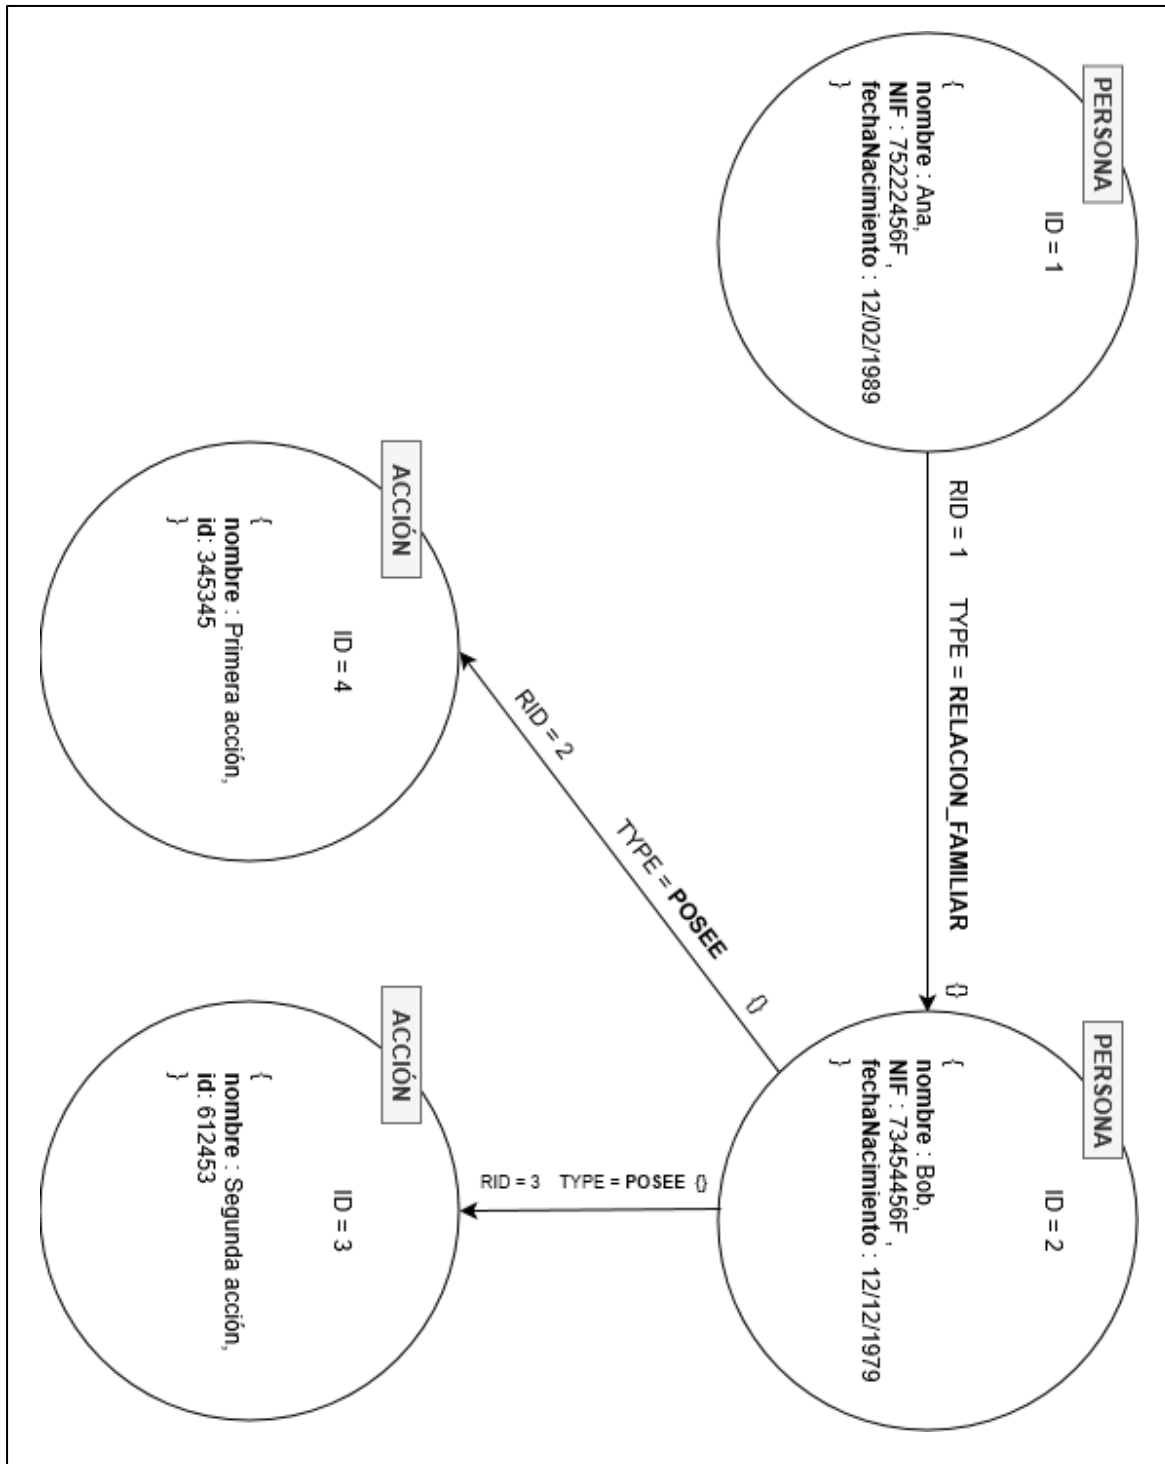 PERSONA
ID = 1
{
nombre : Ana,
NIF : 75222456F ,
fechaNacimiento : 12/02/1989
}
RID = 1 TYPE = RELACION_FAMILIAR {}
PERSONA
ID = 2
{
nombre : Bob,
NIF : 73454456F ,
fechaNacimiento : 12/12/1979
}
RID = 2 TYPE = POSEE {}
RID = 3 TYPE = POSEE {}
ACCIÓN
ID = 4
{
nombre : Primera acción,
id: 345345
}
ACCIÓN
ID = 3
{
nombre : Segunda acción,
id: 612453
}